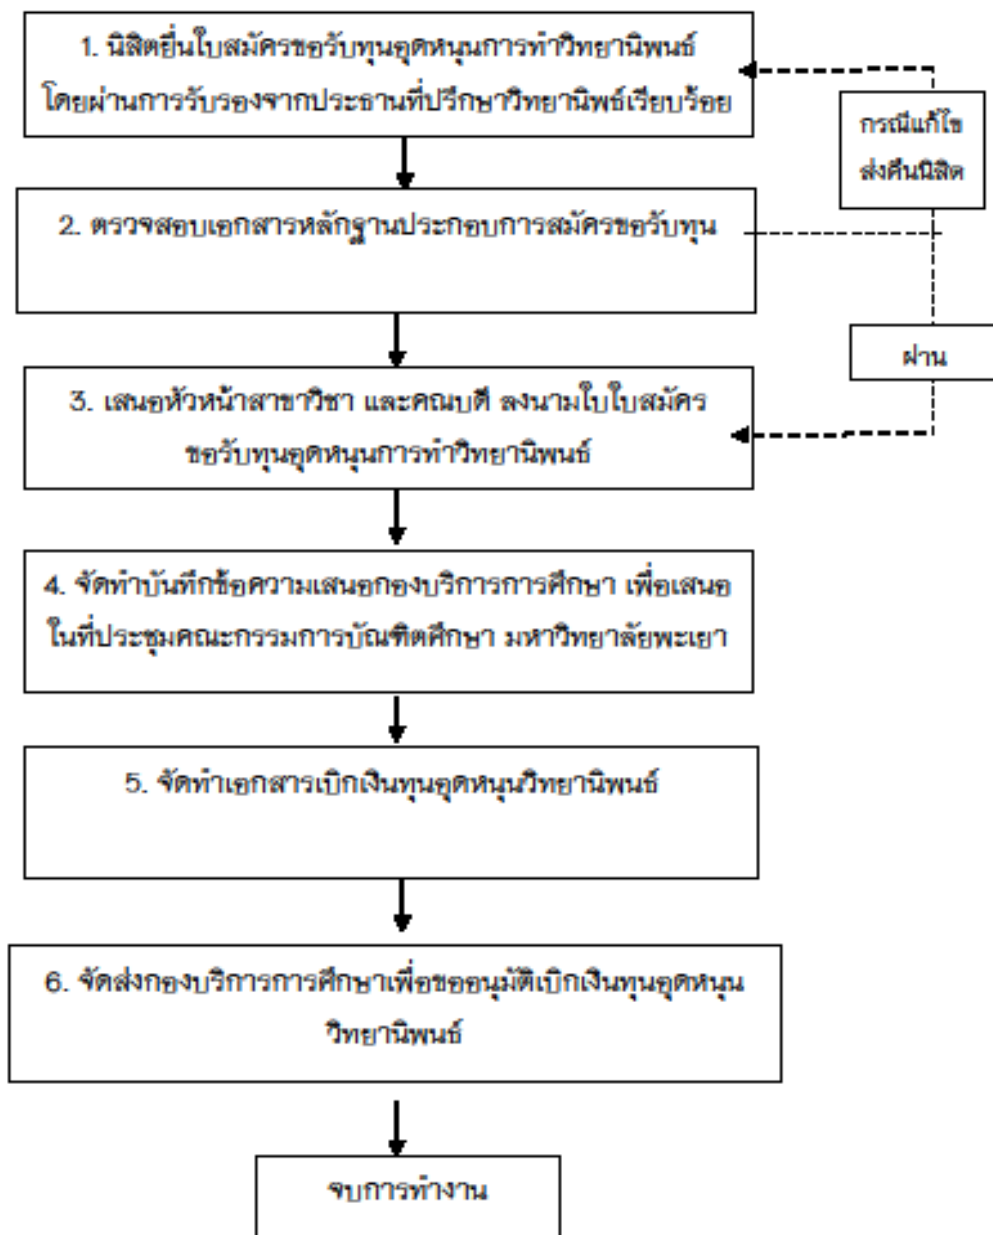 1. นิสิตยื่นใบสมัครขอรับทุนอุดหนุนการทำวิทยานิพนธ์
โดยผ่านการรับรองจากประธานที่ปรึกษาวิทยานิพธ์เรียบร้อย
กรณีแก้ไข
ส่งคืนนิสิต
2. ตรวจสอบเอกสารหลักฐานประกอบการสมัครขอรับทุน
ผ่าน
3. เสนอหัวหน้าสาขาวิชา และคณบดี ลงนามใบใบสมัคร
ขอรับทุนอุดหนุนการทำวิทยานิพนธ์
4. จัดทำบันทึกข้อความเสนอกองบริการการศึกษา เพื่อเสนอ
ในที่ประชุมคณะกรรมการบัณฑิตศึกษา มหาวิทยาลัยพะเยา
5. จัดทำเอกสารเบิกเงินทุนอุดหนุนวิทยานิพนธ์
6. จัดส่งกองบริการการศึกษาเพื่อขออนุมัติเบิกเงินทุนอุดหนุน
วิทยานิพนธ์
จบการทำงาน